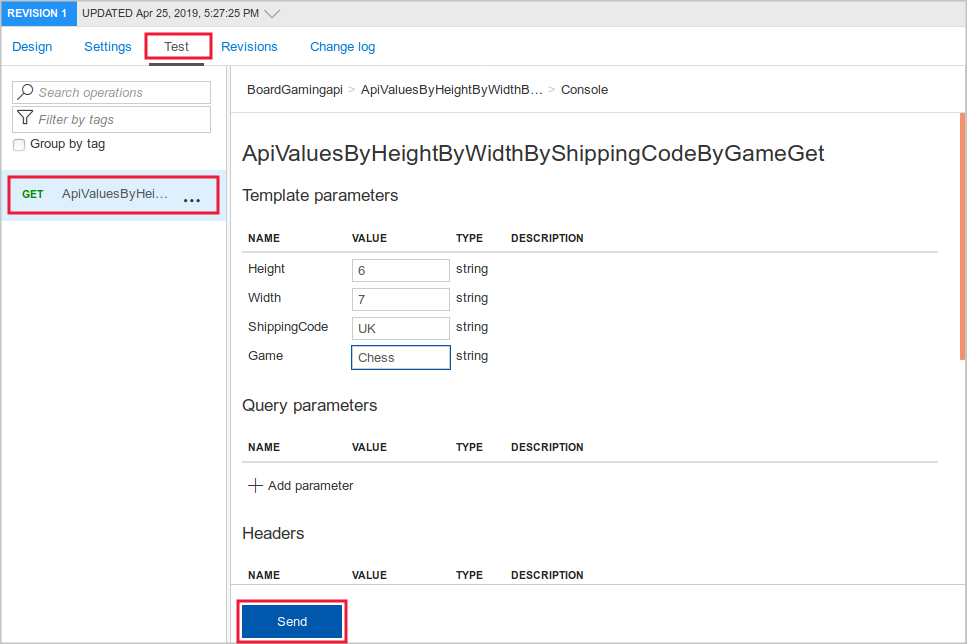 REVISION 1 UPDATED Apr 25, 2019, 5:27:25 PM
Design Settings Test Revisions Change log
Search operations
Filter by tags
Group by tag
GET ApiValuesByHei... ...
BoardGamingapi > ApiValuesByHeightByWidthB... > Console
ApiValuesByHeightByWidthByShippingCodeByGameGet
Template parameters
NAME VALUE TYPE DESCRIPTION
Height 6 string
Width 7 string
ShippingCode UK string
Game Chess string
Query parameters
NAME VALUE TYPE DESCRIPTION
Add parameter
Headers
NAME VALUE TYPE DESCRIPTION
Send